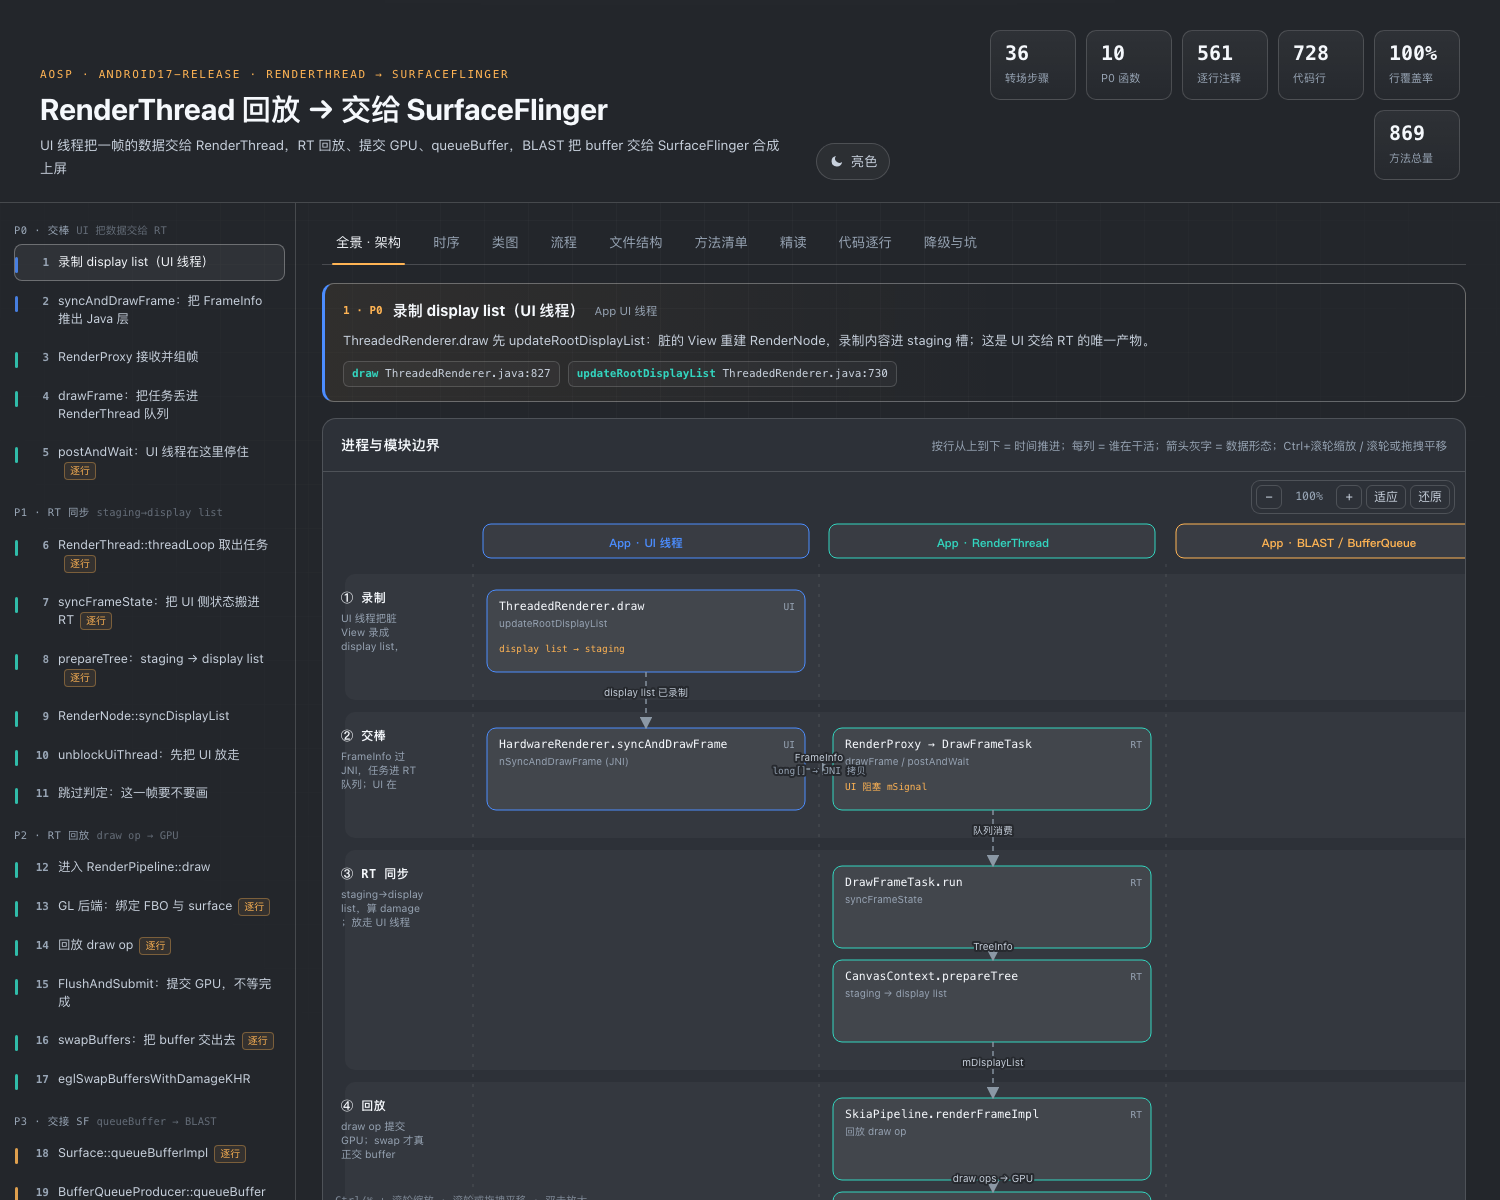 AOSP · ANDROID17-RELEASE · RENDERTHREAD → SURFACEFLINGER
RenderThread 回放 → 交给 SurfaceFlinger
UI 线程把一帧的数据交给 RenderThread，RT 回放、提交 GPU、queueBuffer，BLAST 把 buffer 交给 SurfaceFlinger 合成
上屏
亮色
36
转场步骤
10
P0 函数
561
逐行注释
728
代码行
100%
行覆盖率
869
方法总量
P0 · 交棒 UI 把数据交给 RT
1 录制 display list（UI 线程）
2 syncAndDrawFrame：把 FrameInfo
推出 Java 层
3 RenderProxy 接收并组帧
4 drawFrame：把任务丢进
RenderThread 队列
5 postAndWait：UI 线程在这里停住
逐行
P1 · RT 同步 staging→display list
6 RenderThread::threadLoop 取出任务
逐行
7 syncFrameState：把 UI 侧状态搬进
RT 逐行
8 prepareTree：staging → display list
逐行
9 RenderNode::syncDisplayList
10 unblockUiThread：先把 UI 放走
11 跳过判定：这一帧要不要画
P2 · RT 回放 draw op → GPU
12 进入 RenderPipeline::draw
13 GL 后端：绑定 FBO 与 surface 逐行
14 回放 draw op 逐行
15 FlushAndSubmit：提交 GPU，不等完
成
16 swapBuffers：把 buffer 交出去 逐行
17 eglSwapBuffersWithDamageKHR
P3 · 交接 SF queueBuffer → BLAST
18 Surface::queueBufferImpl 逐行
19 BufferQueueProducer::queueBuffer
全景 · 架构 时序 类图 流程 文件结构 方法清单 精读 代码逐行 降级与坑
1 · P0 录制 display list（UI 线程） App UI 线程
ThreadedRenderer.draw 先 updateRootDisplayList：脏的 View 重建 RenderNode，录制内容进 staging 槽；这是 UI 交给 RT 的唯一产物。
draw ThreadedRenderer.java:827 updateRootDisplayList ThreadedRenderer.java:730
进程与模块边界
按行从上到下 = 时间推进；每列 = 谁在干活；箭头灰字 = 数据形态；Ctrl+滚轮缩放 / 滚轮或拖拽平移
− 100% + 适应 还原
App · UI 线程
App · RenderThread
App · BLAST / BufferQueue
① 录制
UI 线程把脏
View 录成
display list，
ThreadedRenderer.draw UI
updateRootDisplayList
display list → staging
display list 已录制
② 交棒
FrameInfo 过
JNI，任务进 RT
队列；UI 在
HardwareRenderer.syncAndDrawFrame UI
nSyncAndDrawFrame (JNI)
FrameInfo
long[] → JNI 拷贝
RenderProxy → DrawFrameTask RT
drawFrame / postAndWait
UI 阻塞 mSignal
队列消费
③ RT 同步
staging→display
list，算 damage
；放走 UI 线程
DrawFrameTask.run RT
syncFrameState
TreeInfo
CanvasContext.prepareTree RT
staging → display list
mDisplayList
④ 回放
draw op 提交
GPU；swap 才真
正交 buffer
SkiaPipeline.renderFrameImpl RT
回放 draw op
draw ops → GPU